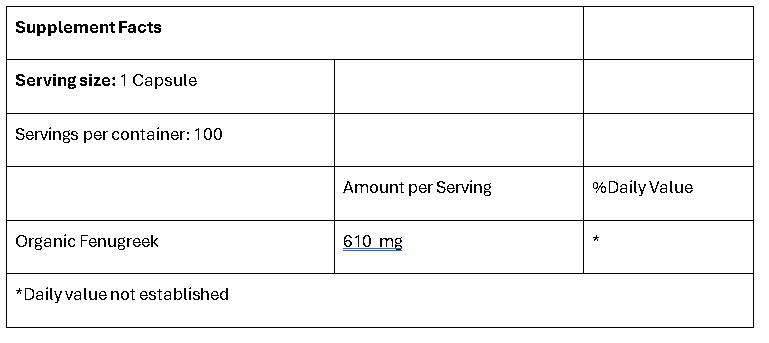 Supplement Facts
Serving size: 1 Capsule
Servings per container: 100
Amount per Serving %Daily Value
Organic Fenugreek 610 mg *
*Daily value not established